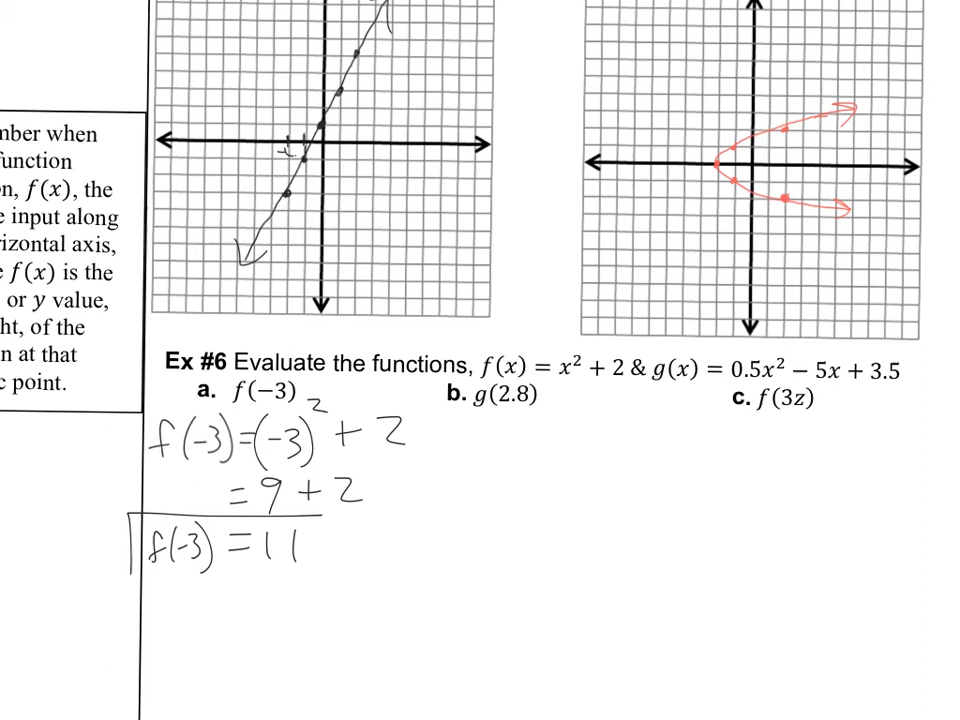 mber when
function
n, f(x), the
e input along
rizontal axis,
e f(x) is the
or y value,
ht, of the
n at that
c point.
Ex #6 Evaluate the functions, f(x) = x² + 2 & g(x) = 0.5x² − 5x + 3.5
a. f(−3) b. g(2.8) c. f(3z)
f(-3)=(-3)² + 2
= 9 + 2
f(-3) = 11